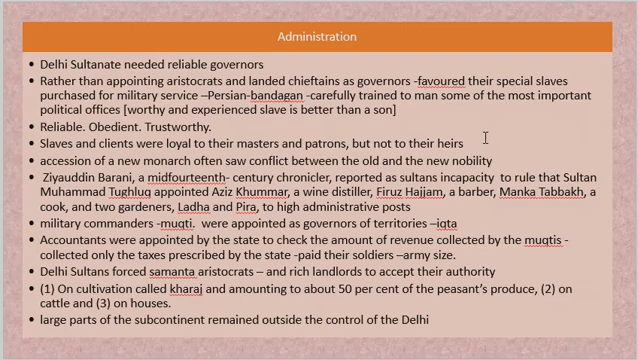 Administration
• Delhi Sultanate needed reliable governors
• Rather than appointing aristocrats and landed chieftains as governors -favoured their special slaves
purchased for military service –Persian-bandagan -carefully trained to man some of the most important
political offices [worthy and experienced slave is better than a son]
• Reliable. Obedient. Trustworthy.
• Slaves and clients were loyal to their masters and patrons, but not to their heirs
• accession of a new monarch often saw conflict between the old and the new nobility
• Ziyauddin Barani, a midfourteenth- century chronicler, reported as sultans incapacity to rule that Sultan
Muhammad Tughluq appointed Aziz Khummar, a wine distiller, Firuz Hajjam, a barber, Manka Tabbakh, a
cook, and two gardeners, Ladha and Pira, to high administrative posts
• military commanders -muqti. were appointed as governors of territories –iqta
• Accountants were appointed by the state to check the amount of revenue collected by the muqtis -
collected only the taxes prescribed by the state -paid their soldiers –army size.
• Delhi Sultans forced samanta aristocrats – and rich landlords to accept their authority
• (1) On cultivation called kharaj and amounting to about 50 per cent of the peasant's produce, (2) on
cattle and (3) on houses.
• large parts of the subcontinent remained outside the control of the Delhi